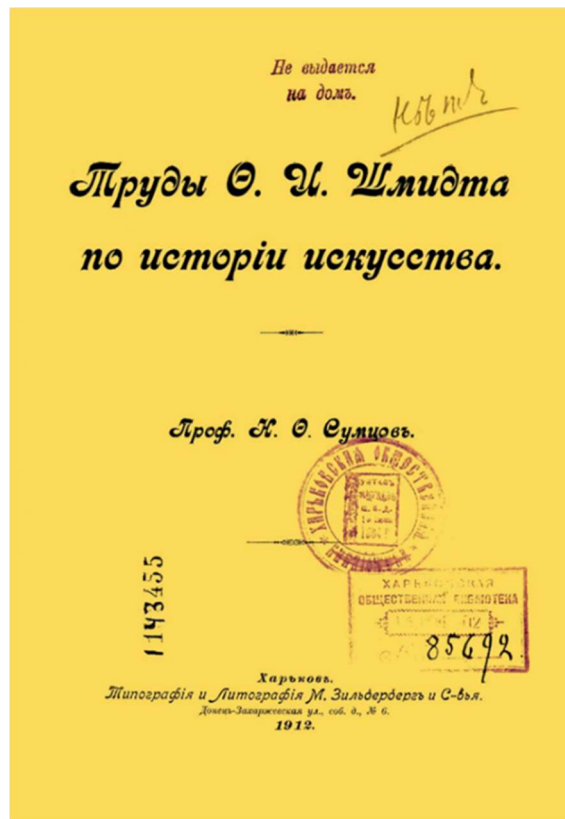 Не выдается
на домъ.
Труды Ѳ. И. Шмидта
по исторіи искусства.
Проф. Н. Ѳ. Сумцовъ.
ХАРЬКОВСКАЯ
ОБЩЕСТВЕННАЯ БИБЛІОТЕКА
85692
1143455
Харьковъ.
Типографія и Литографія М. Зильбербергъ и С-вья.
Донецъ-Захаржевская ул., соб. д., № 6.
1912.